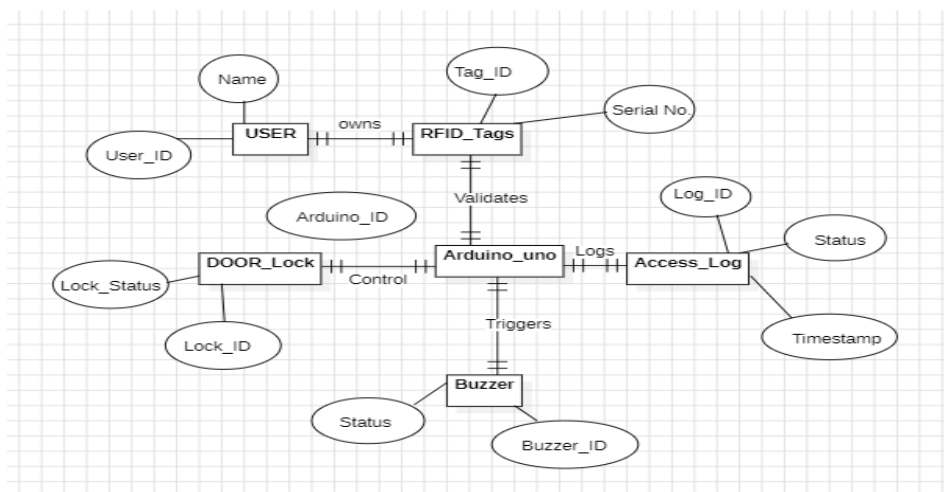 Name
Tag_ID
Serial No.
owns
USER
RFID_Tags
User_ID
Validates
Log_ID
Arduino_ID
Status
Logs
Arduino_uno
DOOR_Lock
Access_Log
Control
Lock_Status
Triggers
Timestamp
Lock_ID
Buzzer
Status
Buzzer_ID